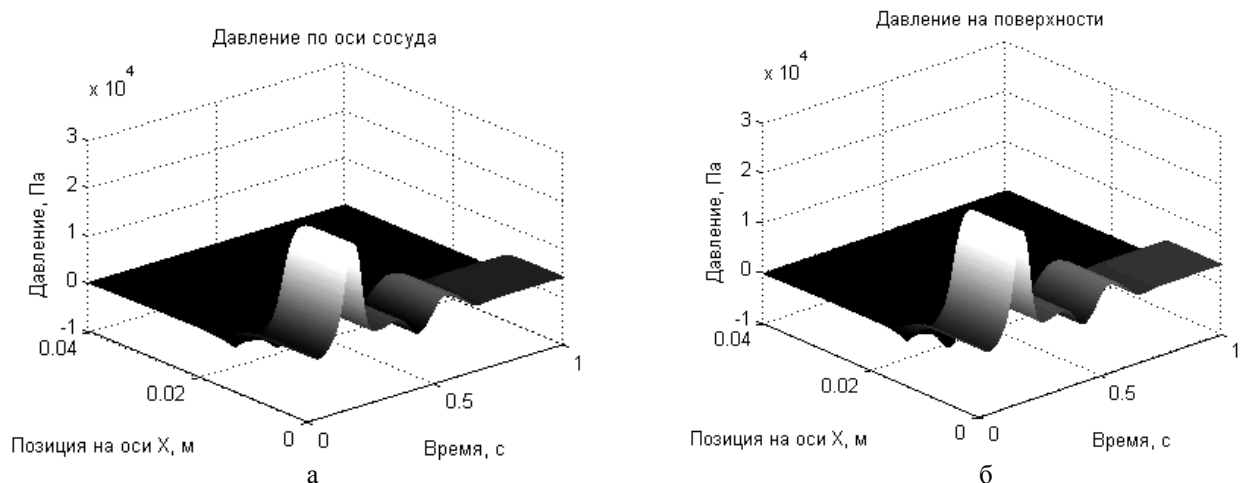 Давление по оси сосуда
x 10^4
3
2
1
0
-1
Давление, Па
0.04
0.02
0
Позиция на оси X, м
0
0.5
1
Время, с
а
Давление на поверхности
x 10^4
3
2
1
0
-1
Давление, Па
0.04
0.02
0
Позиция на оси X, м
0
0.5
1
Время, с
б